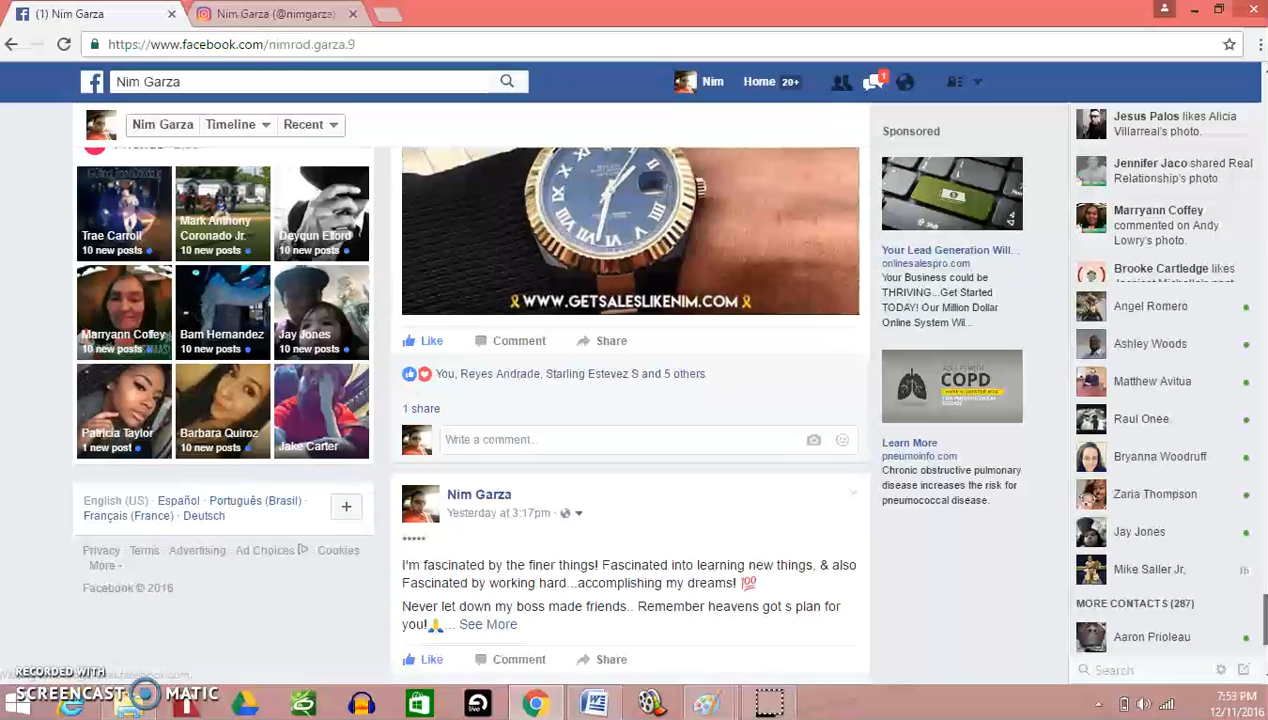 (1) Nim Garza
Nim Garza (@nimgarza
https://www.facebook.com/nimrod.garza.9
Nim Garza
Nim
Home 20+
1
Nim Garza
Timeline
Recent
Trae Carroll
10 new posts
Mark Anthony
Coronado Jr.
10 new posts
Deyqun Elford
10 new posts
Marryann Coffey
10 new posts
Bam Hernandez
10 new posts
Jay Jones
10 new posts
Patricia Taylor
1 new post
Barbara Quiroz
10 new posts
Jake Carter
English (US) · Español · Português (Brasil) ·
Français (France) · Deutsch
Privacy · Terms · Advertising · Ad Choices · Cookies
More
Facebook © 2016
WWW.GETSALESLIKENIM.COM
Like Comment Share
You, Reyes Andrade, Starling Estevez S and 5 others
1 share
Write a comment...
Nim Garza
Yesterday at 3:17pm ·
*****
I'm fascinated by the finer things! Fascinated into learning new things, & also
Fascinated by working hard...accomplishing my dreams! 💯
Never let down my boss made friends.. Remember heavens got s plan for
you!🙏... See More
Like Comment Share
Sponsored
Your Lead Generation Will...
onlinesalespro.com
Your Business could be
THRIVING...Get Started
TODAY! Our Million Dollar
Online System Wil...
COPD
Learn More
pneumoinfo.com
Chronic obstructive pulmonary
disease increases the risk for
pneumococcal disease.
Jesus Palos likes Alicia
Villarreal's photo.
Jennifer Jaco shared Real
Relationship's photo.
Marryann Coffey
commented on Andy
Lowry's photo.
Brooke Cartledge likes
Angel Romero
Ashley Woods
Matthew Avitua
Raul Onee
Bryanna Woodruff
Zaria Thompson
Jay Jones
Mike Saller Jr.
MORE CONTACTS (287)
Aaron Prioleau
Search
RECORDED WITH
SCREENCAST MATIC
live
7:53 PM
12/11/2016